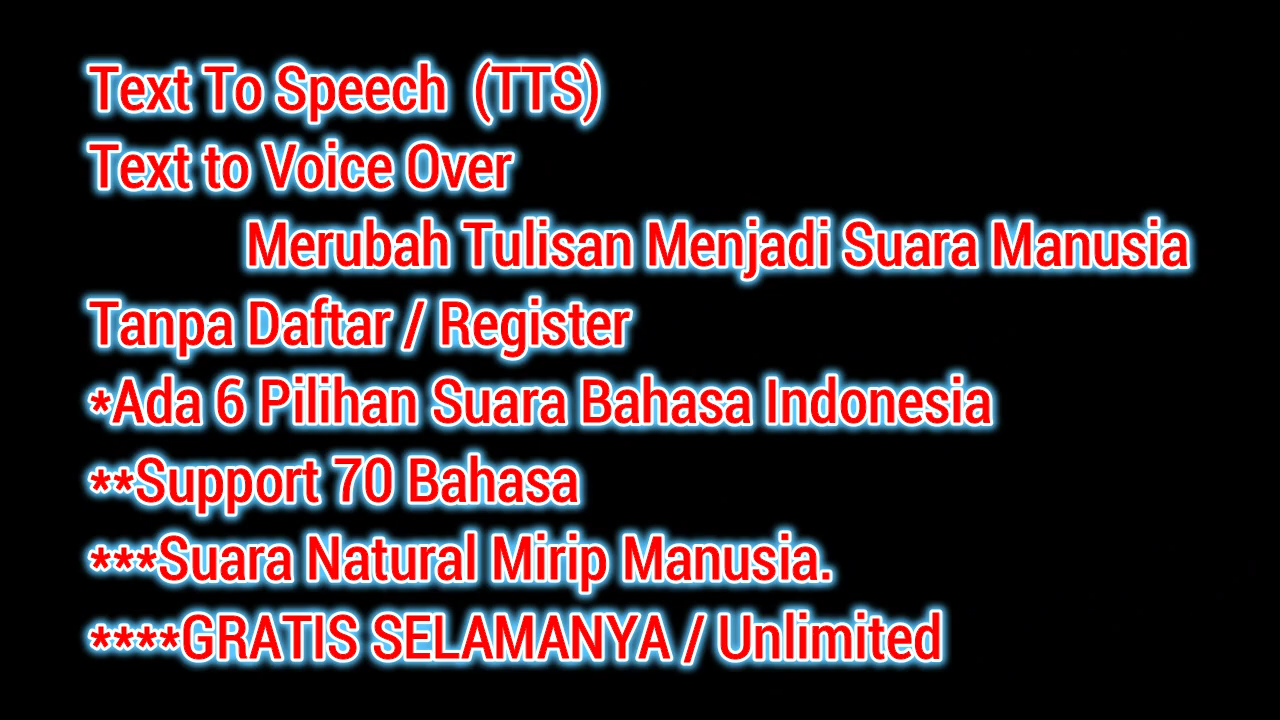 Text To Speech (TTS)
Text to Voice Over
Merubah Tulisan Menjadi Suara Manusia
Tanpa Daftar / Register
*Ada 6 Pilihan Suara Bahasa Indonesia
**Support 70 Bahasa
***Suara Natural Mirip Manusia.
****GRATIS SELAMANYA / Unlimited